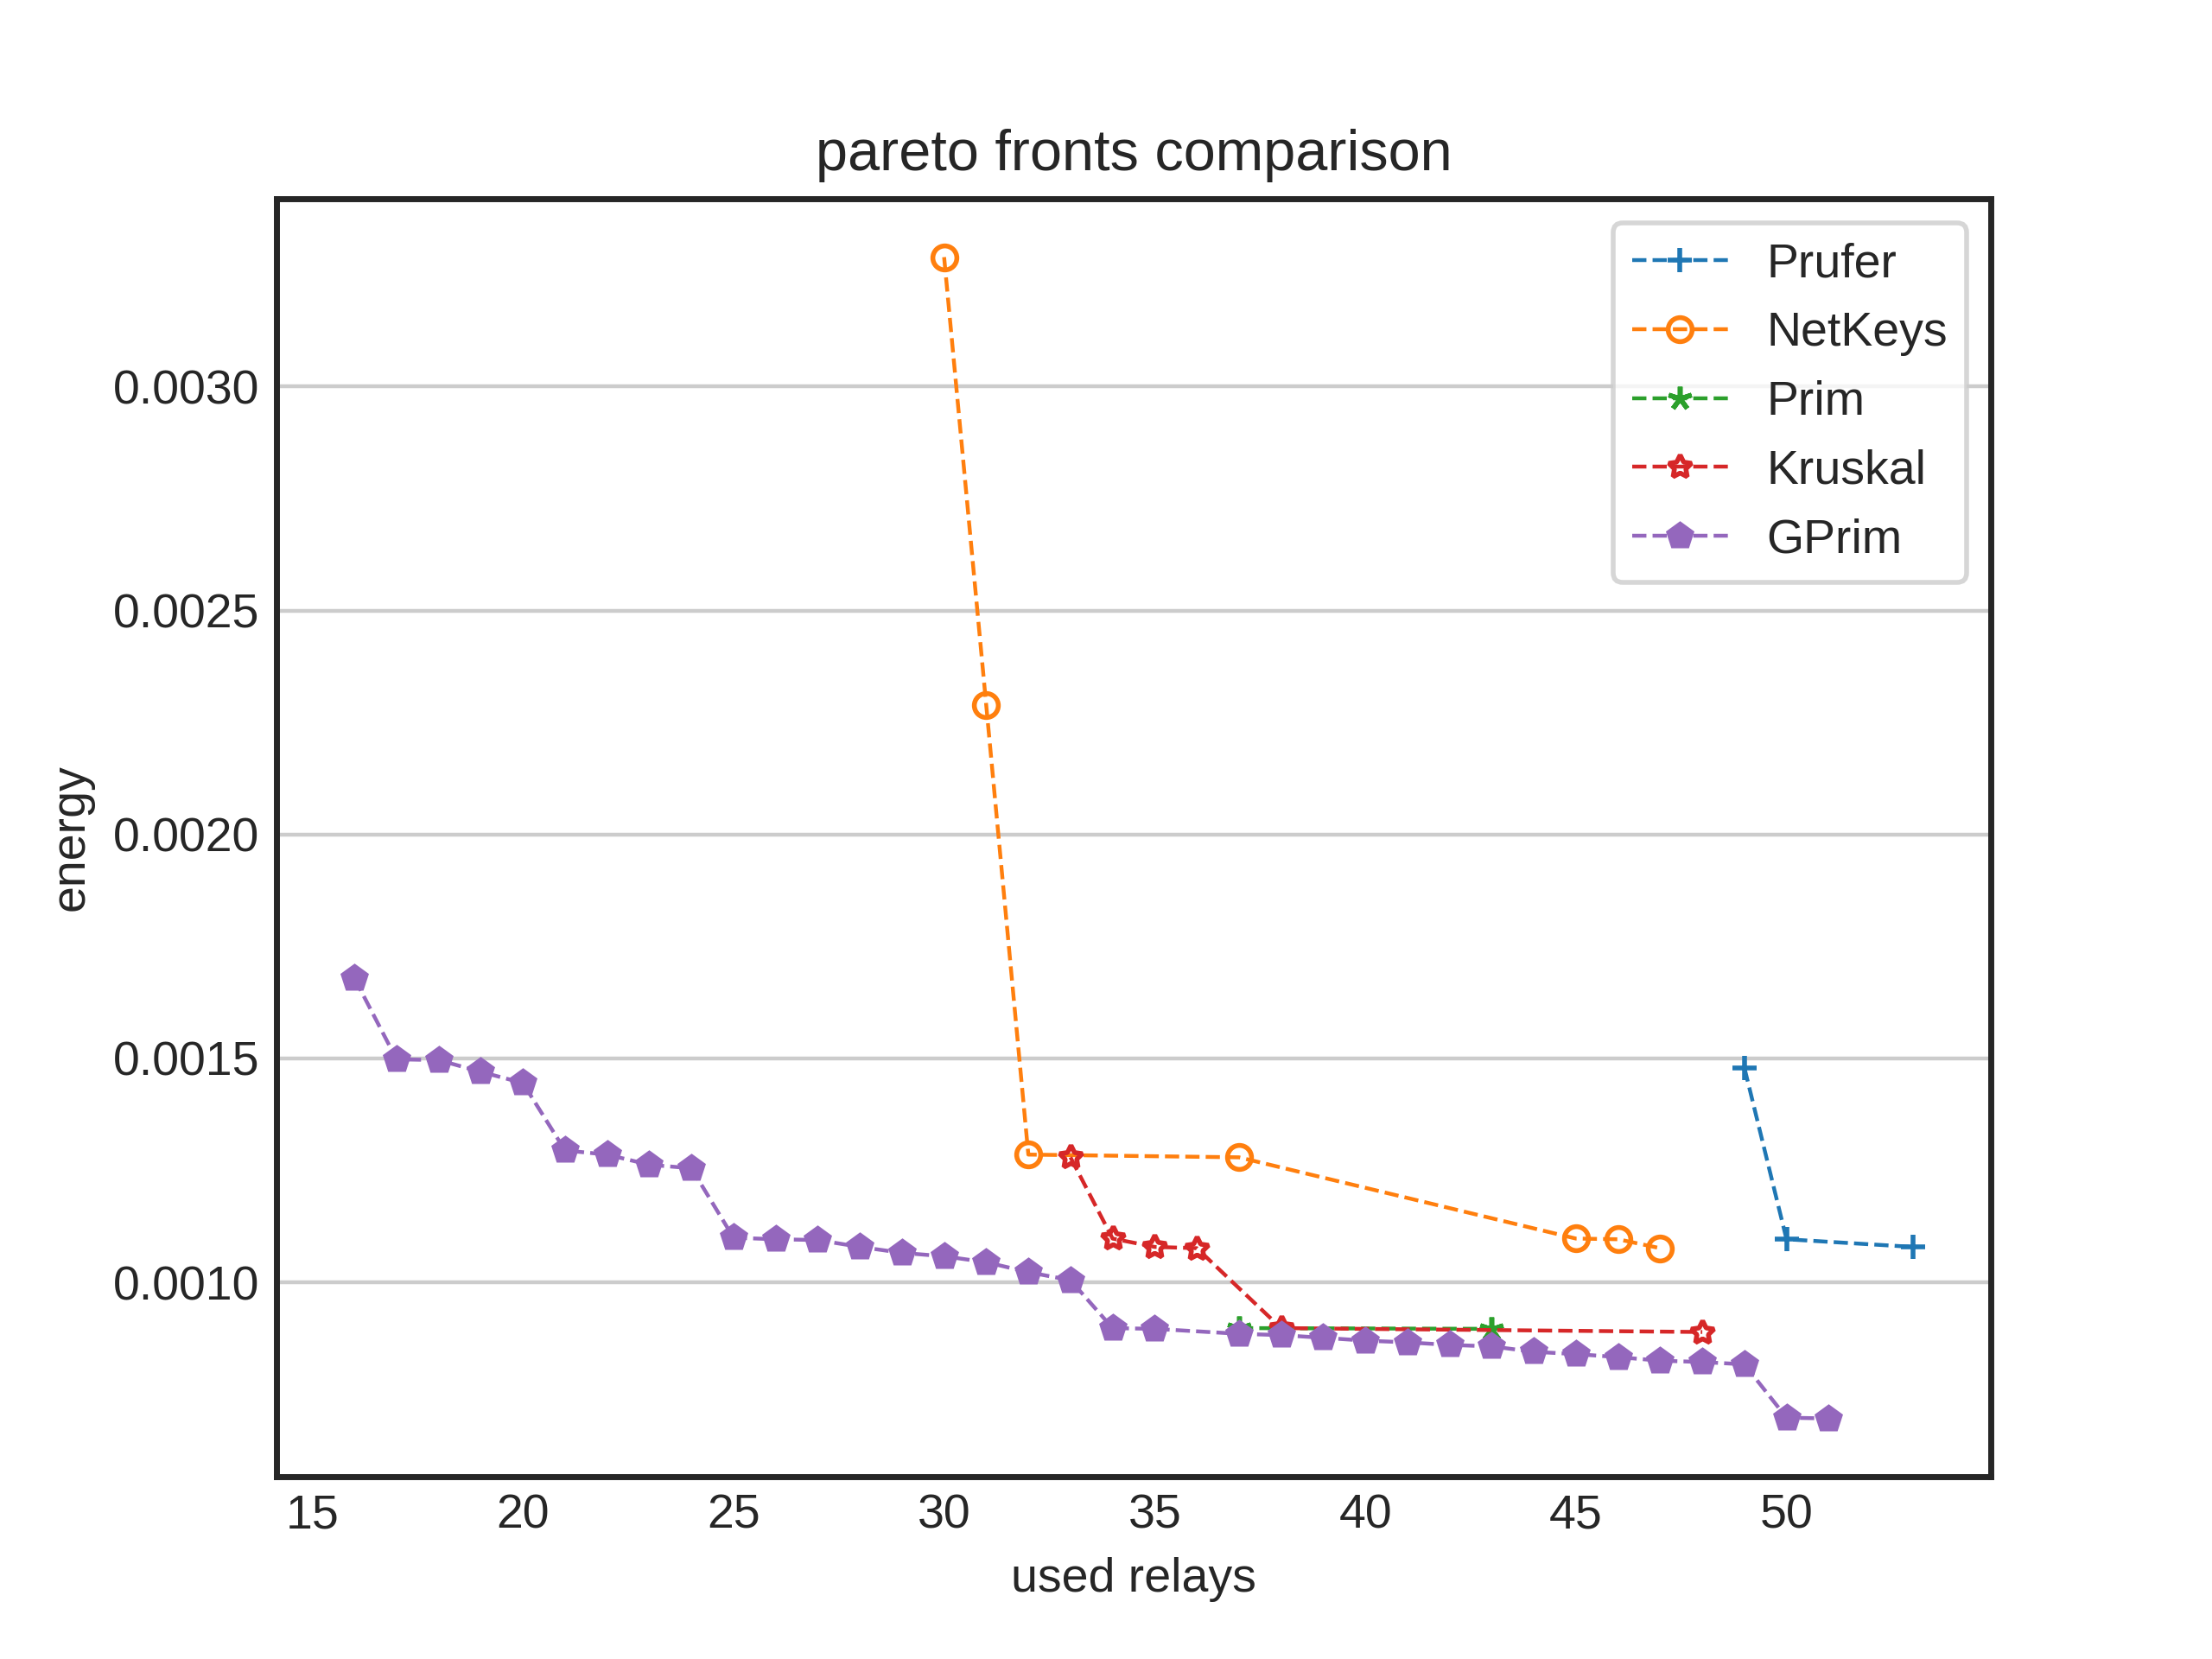 pareto fronts comparison
Prufer
NetKeys
Prim
Kruskal
GPrim
0.0030
0.0025
0.0020
0.0015
0.0010
energy
15 20 25 30 35 40 45 50
used relays